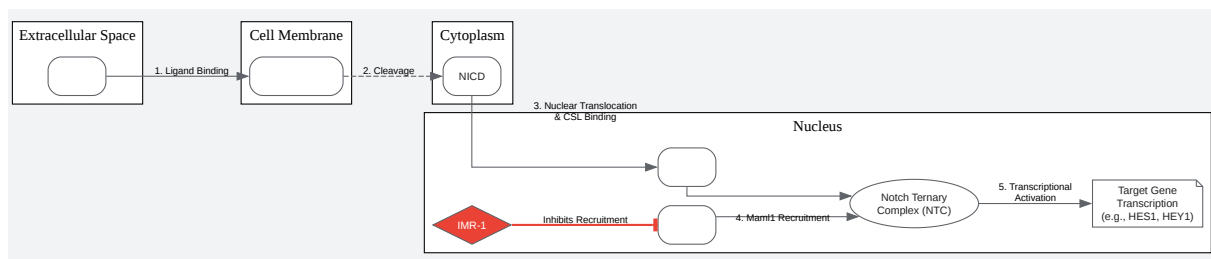 Extracellular Space
Cell Membrane
Cytoplasm
1. Ligand Binding
2. Cleavage
NICD
3. Nuclear Translocation
& CSL Binding
Nucleus
IMR-1
Inhibits Recruitment
4. Maml1 Recruitment
Notch Ternary
Complex (NTC)
5. Transcriptional
Activation
Target Gene
Transcription
(e.g., HES1, HEY1)